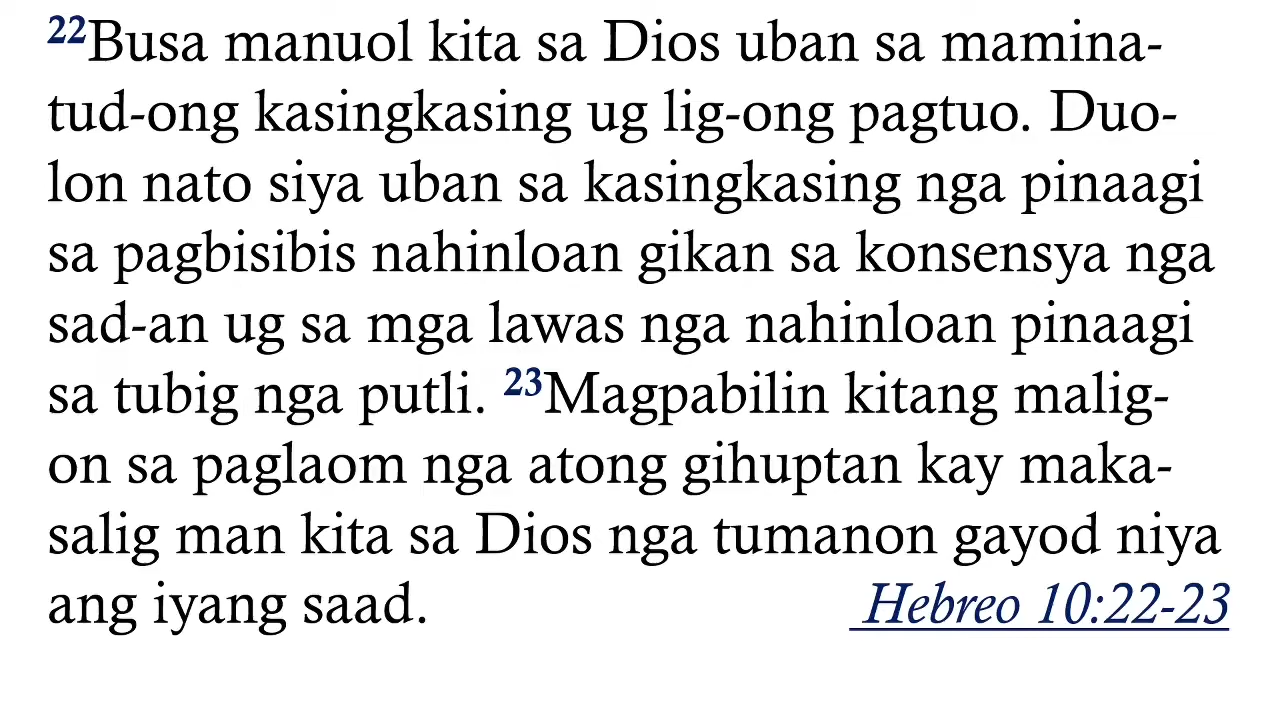 22Busa manuol kita sa Dios uban sa mamina-
tud-ong kasingkasing ug lig-ong pagtuo. Duo-
lon nato siya uban sa kasingkasing nga pinaagi
sa pagbisibis nahinloan gikan sa konsensya nga
sad-an ug sa mga lawas nga nahinloan pinaagi
sa tubig nga putli. 23Magpabilin kitang malig-
on sa paglaom nga atong gihuptan kay maka-
salig man kita sa Dios nga tumanon gayod niya
ang iyang saad. Hebreo 10:22-23